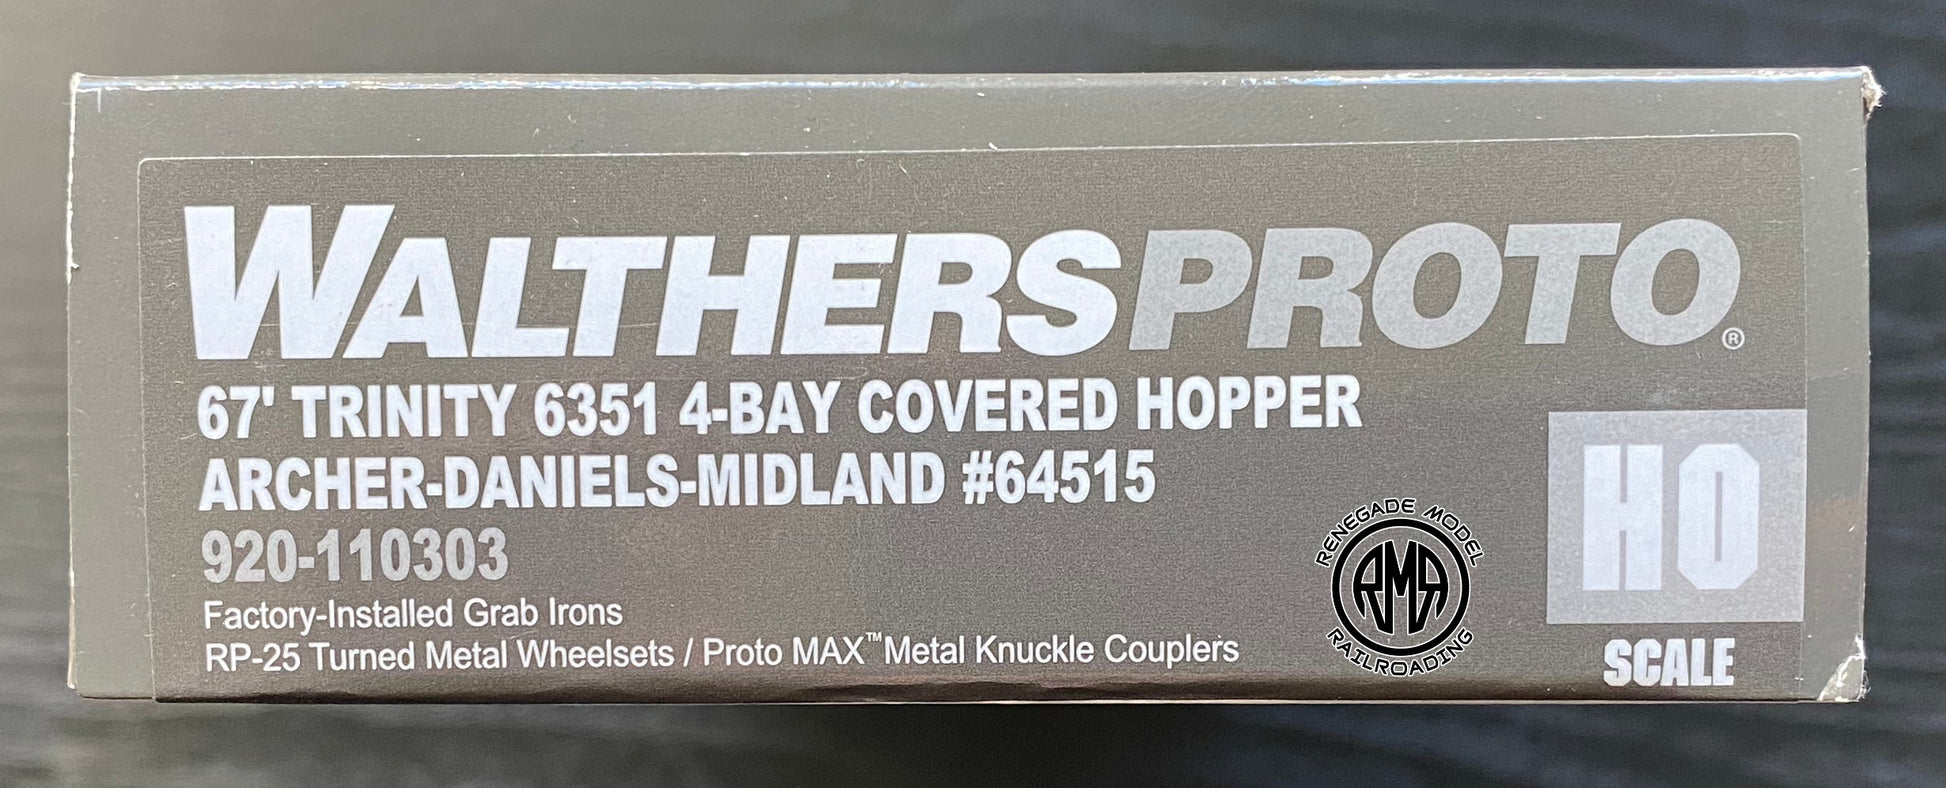 WALTHERSPROTO®
67' TRINITY 6351 4-BAY COVERED HOPPER
ARCHER-DANIELS-MIDLAND #64515
920-110303
Factory-Installed Grab Irons
RP-25 Turned Metal Wheelsets / Proto MAX™ Metal Knuckle Couplers
RENEGADE MODEL
RMR
RAILROADING
HO
SCALE